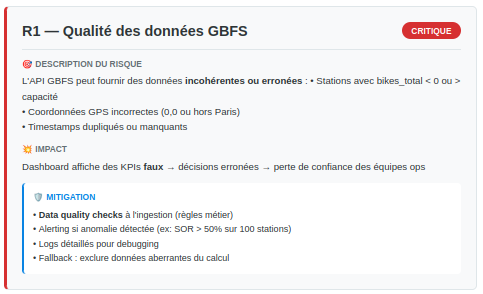 R1 — Qualité des données GBFS
CRITIQUE
🎯 DESCRIPTION DU RISQUE
L'API GBFS peut fournir des données incohérentes ou erronées : • Stations avec bikes_total < 0 ou >
capacité
• Coordonnées GPS incorrectes (0,0 ou hors Paris)
• Timestamps dupliqués ou manquants
💥 IMPACT
Dashboard affiche des KPIs faux → décisions erronées → perte de confiance des équipes ops
🛡️ MITIGATION
• Data quality checks à l'ingestion (règles métier)
• Alerting si anomalie détectée (ex: SOR > 50% sur 100 stations)
• Logs détaillés pour debugging
• Fallback : exclure données aberrantes du calcul